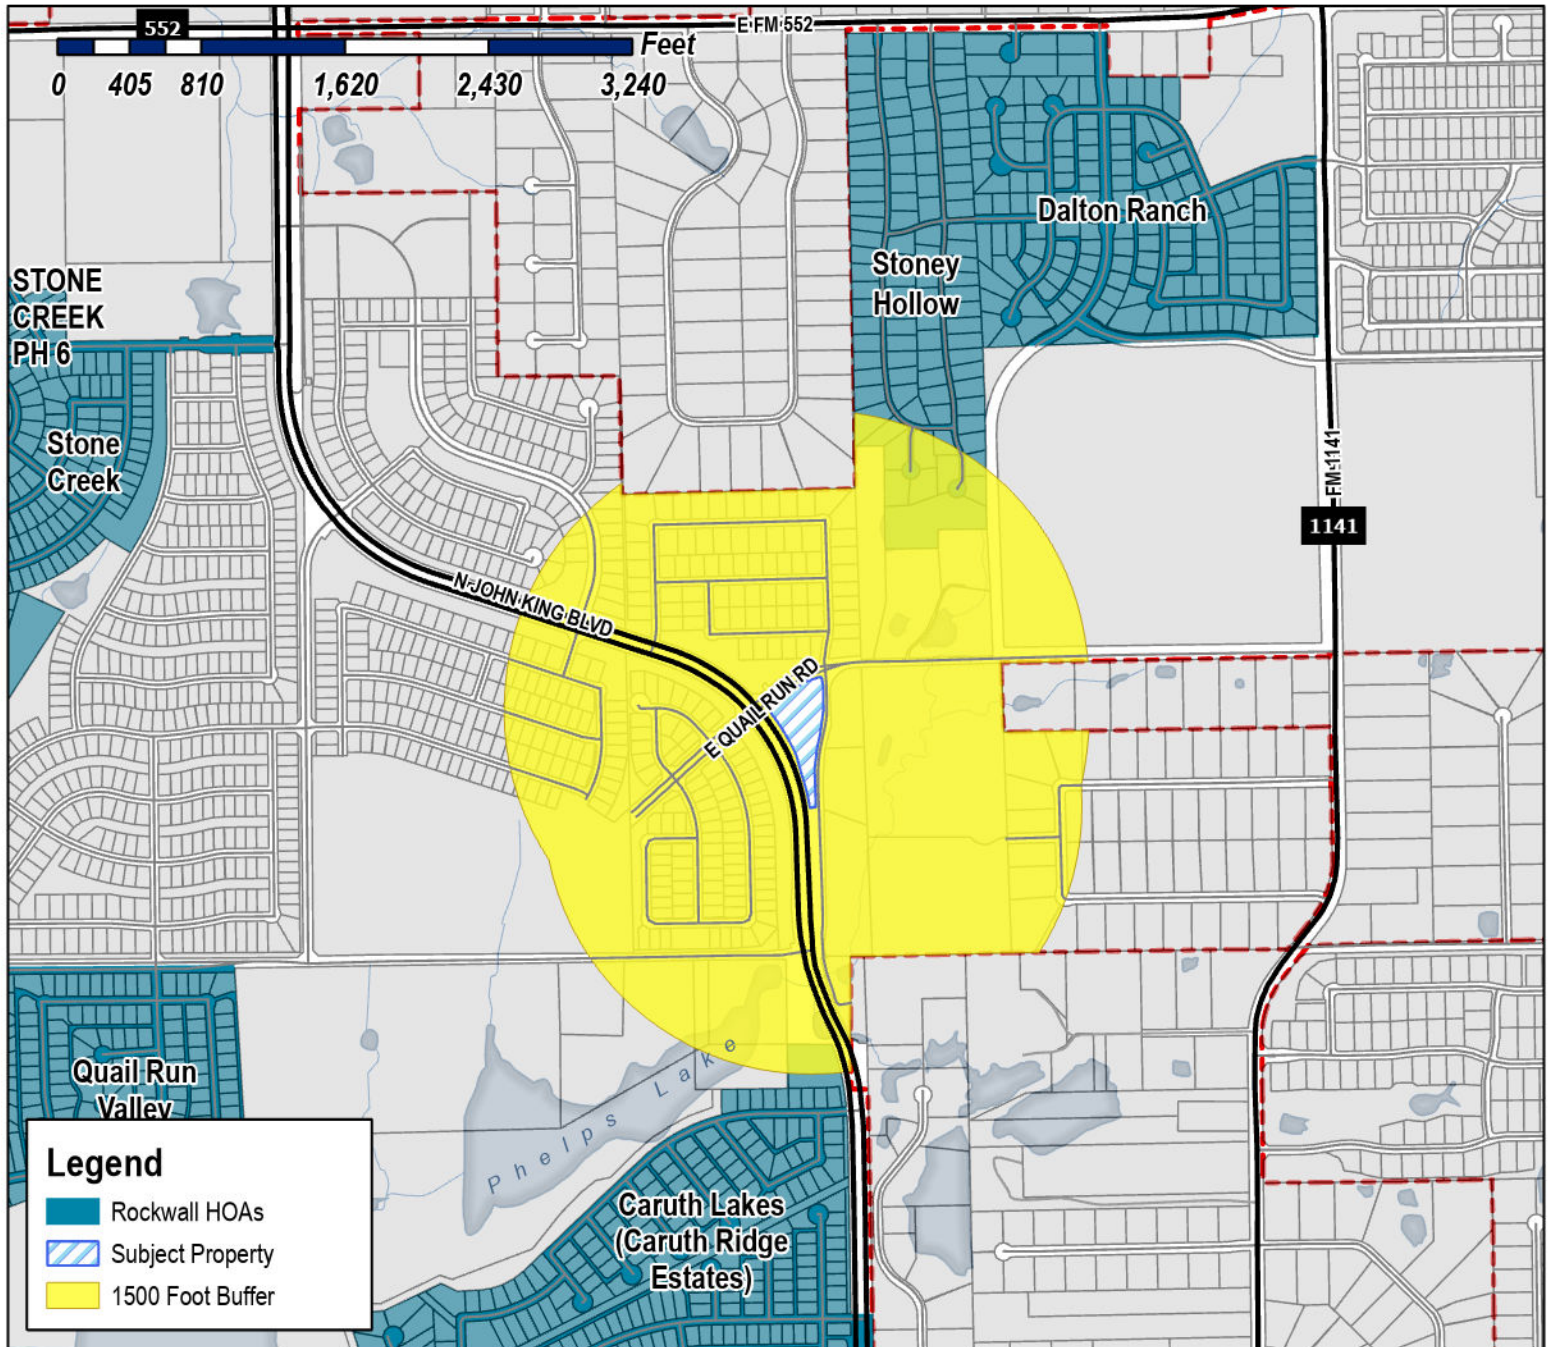 E FM 552
552
Feet
0 405 810 1,620 2,430 3,240
Dalton Ranch
Stoney
Hollow
STONE
CREEK
PH 6
Stone
Creek
FM-1141
1141
N-JOHN KING BLVD
E QUAIL RUN RD
Quail Run
Valley
Phelps Lake
Caruth Lakes
(Caruth Ridge
Estates)
Legend
Rockwall HOAs
Subject Property
1500 Foot Buffer